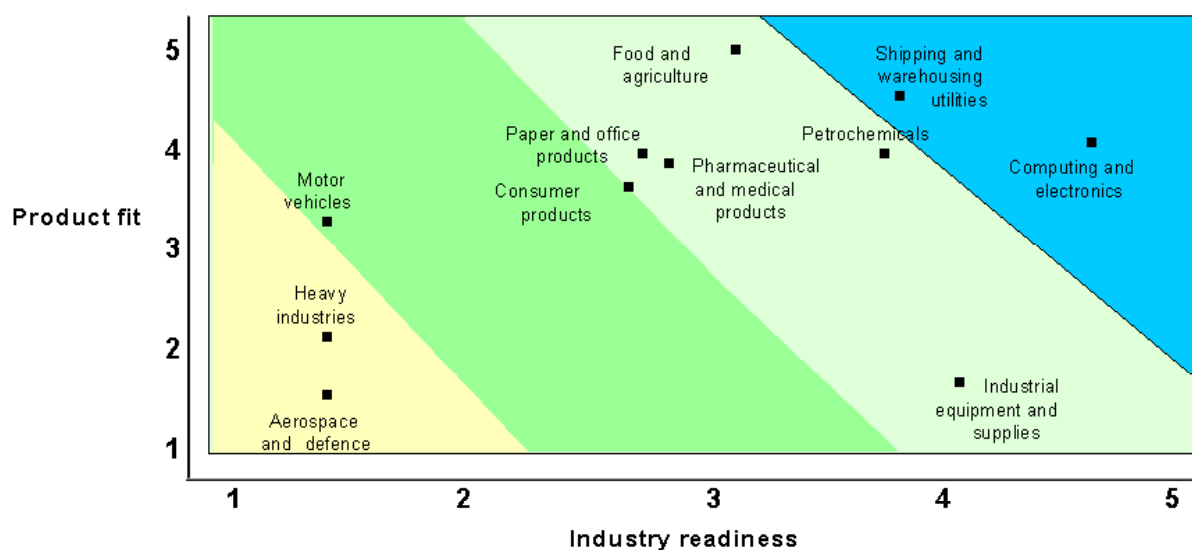 5
4
3
2
1
Product fit
Food and
agriculture
Shipping and
warehousing
utilities
Paper and office
products
Petrochemicals
Consumer
products
Pharmaceutical
and medical
products
Computing and
electronics
Motor
vehicles
Heavy
industries
Aerospace
and defence
Industrial
equipment and
supplies
1 2 3 4 5
Industry readiness